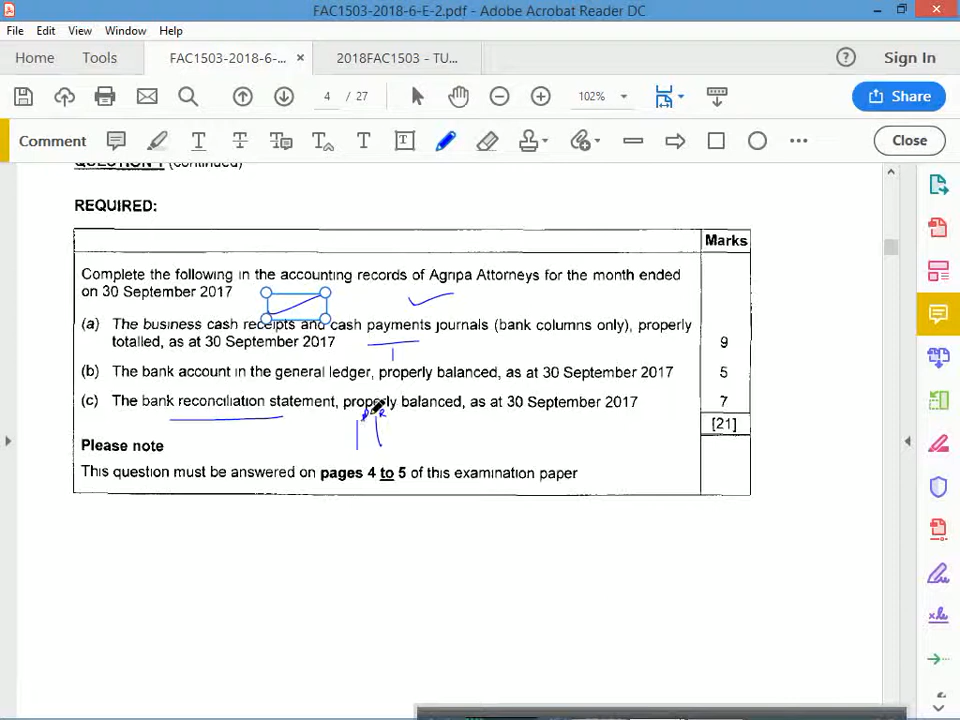 FAC1503-2018-6-E-2.pdf - Adobe Acrobat Reader DC
File Edit View Window Help
Home Tools FAC1503-2018-6-... × 2018FAC1503 - TU... Sign In
4 / 27 102% Share
Comment Close
QUESTION 1 (continued)
REQUIRED:
Marks
Complete the following in the accounting records of Agripa Attorneys for the month ended
on 30 September 2017
(a) The business cash receipts and cash payments journals (bank columns only), properly
totalled, as at 30 September 2017 9
(b) The bank account in the general ledger, properly balanced, as at 30 September 2017 5
(c) The bank reconciliation statement, properly balanced, as at 30 September 2017 7
[21]
Please note
This question must be answered on pages 4 to 5 of this examination paper